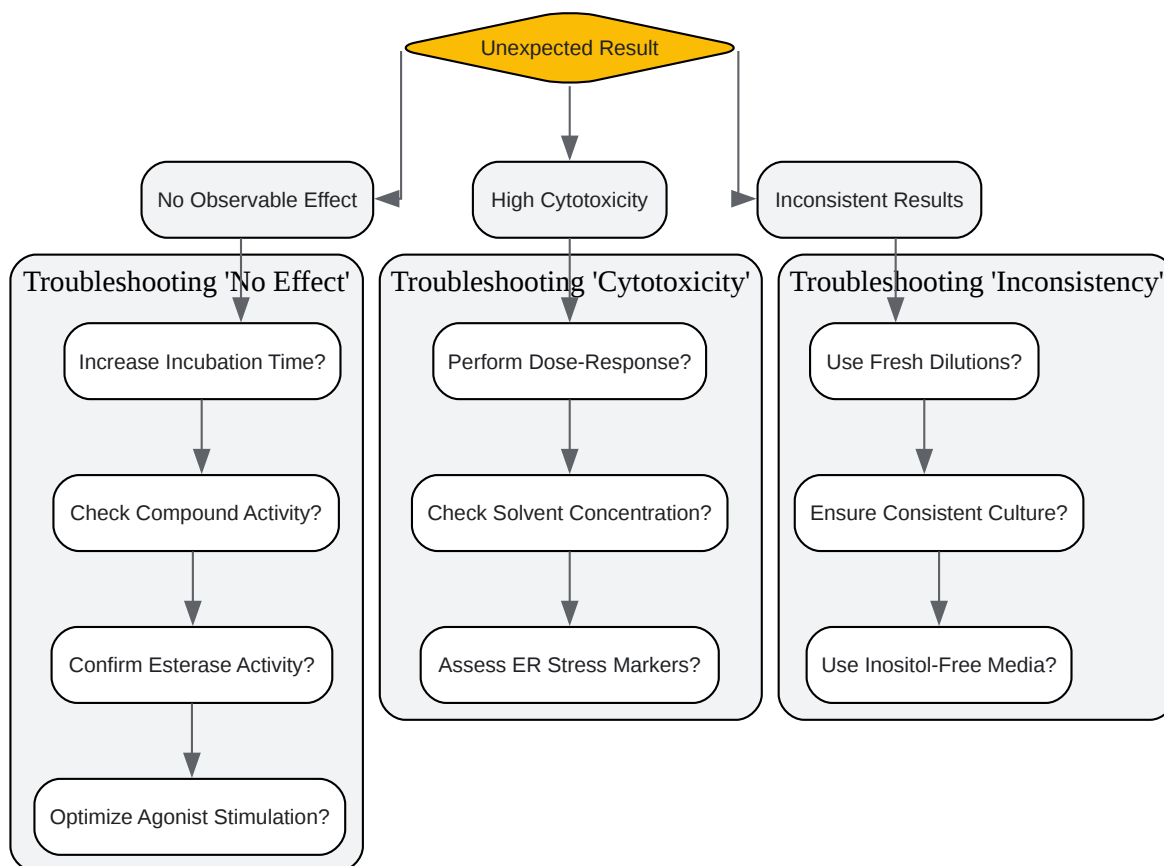 Unexpected Result
No Observable Effect
High Cytotoxicity
Inconsistent Results
Troubleshooting 'No Effect'
Increase Incubation Time?
Check Compound Activity?
Confirm Esterase Activity?
Optimize Agonist Stimulation?
Troubleshooting 'Cytotoxicity'
Perform Dose-Response?
Check Solvent Concentration?
Assess ER Stress Markers?
Troubleshooting 'Inconsistency'
Use Fresh Dilutions?
Ensure Consistent Culture?
Use Inositol-Free Media?